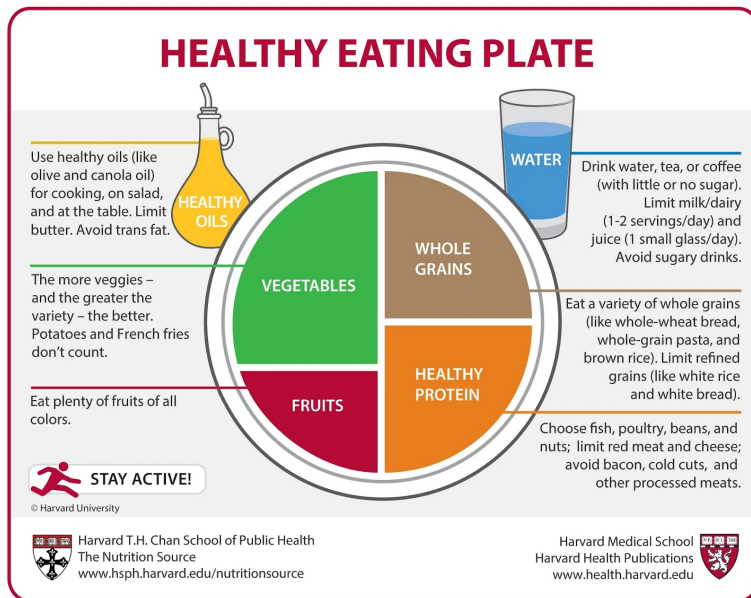 HEALTHY EATING PLATE
Use healthy oils (like
olive and canola oil)
for cooking, on salad,
and at the table. Limit
butter. Avoid trans fat.
HEALTHY
OILS
WATER
Drink water, tea, or coffee
(with little or no sugar).
Limit milk/dairy
(1-2 servings/day) and
juice (1 small glass/day).
Avoid sugary drinks.
The more veggies –
and the greater the
variety – the better.
Potatoes and French fries
don’t count.
VEGETABLES
WHOLE
GRAINS
Eat a variety of whole grains
(like whole-wheat bread,
whole-grain pasta, and
brown rice). Limit refined
grains (like white rice
and white bread).
Eat plenty of fruits of all
colors.
FRUITS
HEALTHY
PROTEIN
Choose fish, poultry, beans, and
nuts; limit red meat and cheese;
avoid bacon, cold cuts, and
other processed meats.
STAY ACTIVE!
© Harvard University
Harvard T.H. Chan School of Public Health
The Nutrition Source
www.hsph.harvard.edu/nutritionsource
Harvard Medical School
Harvard Health Publications
www.health.harvard.edu